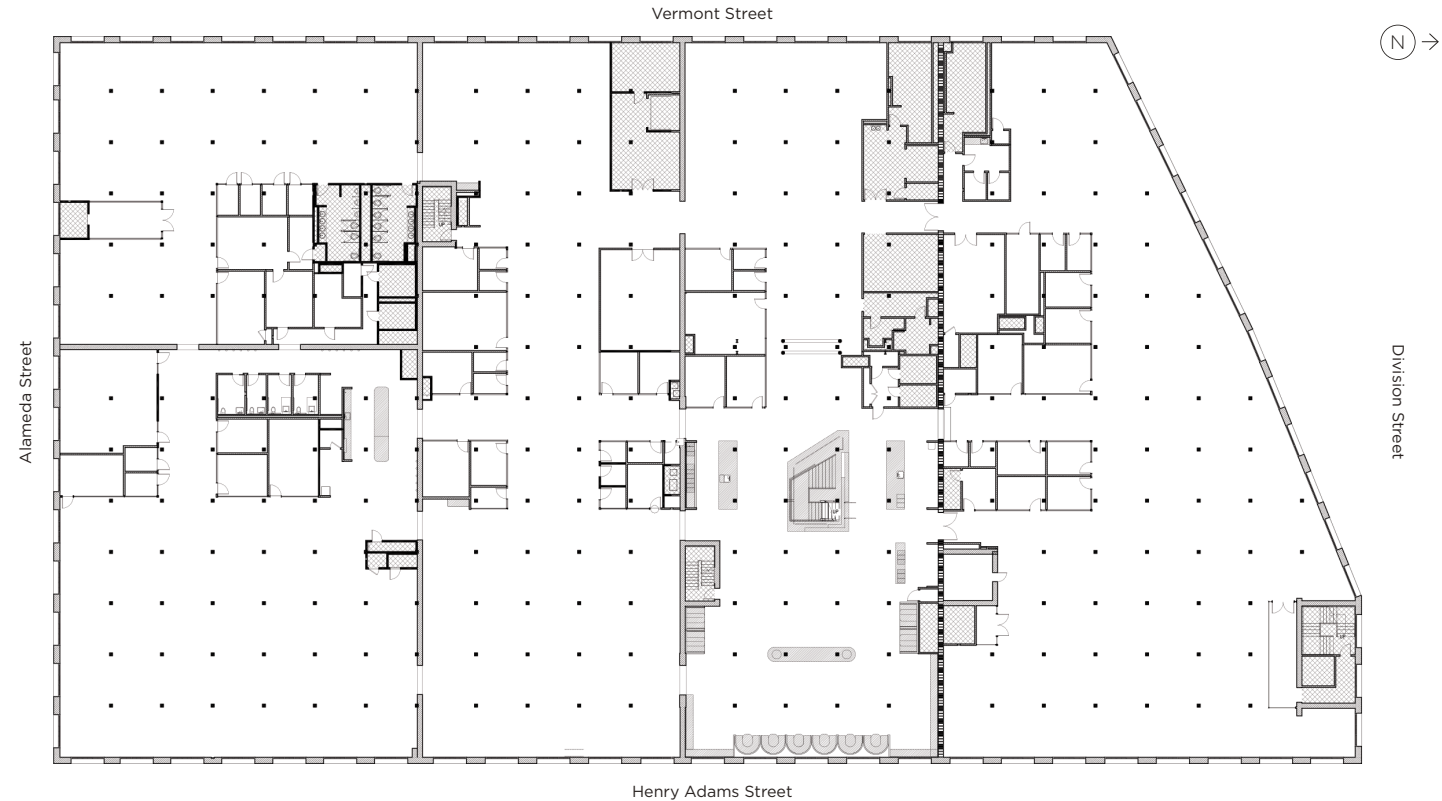 Vermont Street
N
Alameda Street
Division Street
Henry Adams Street